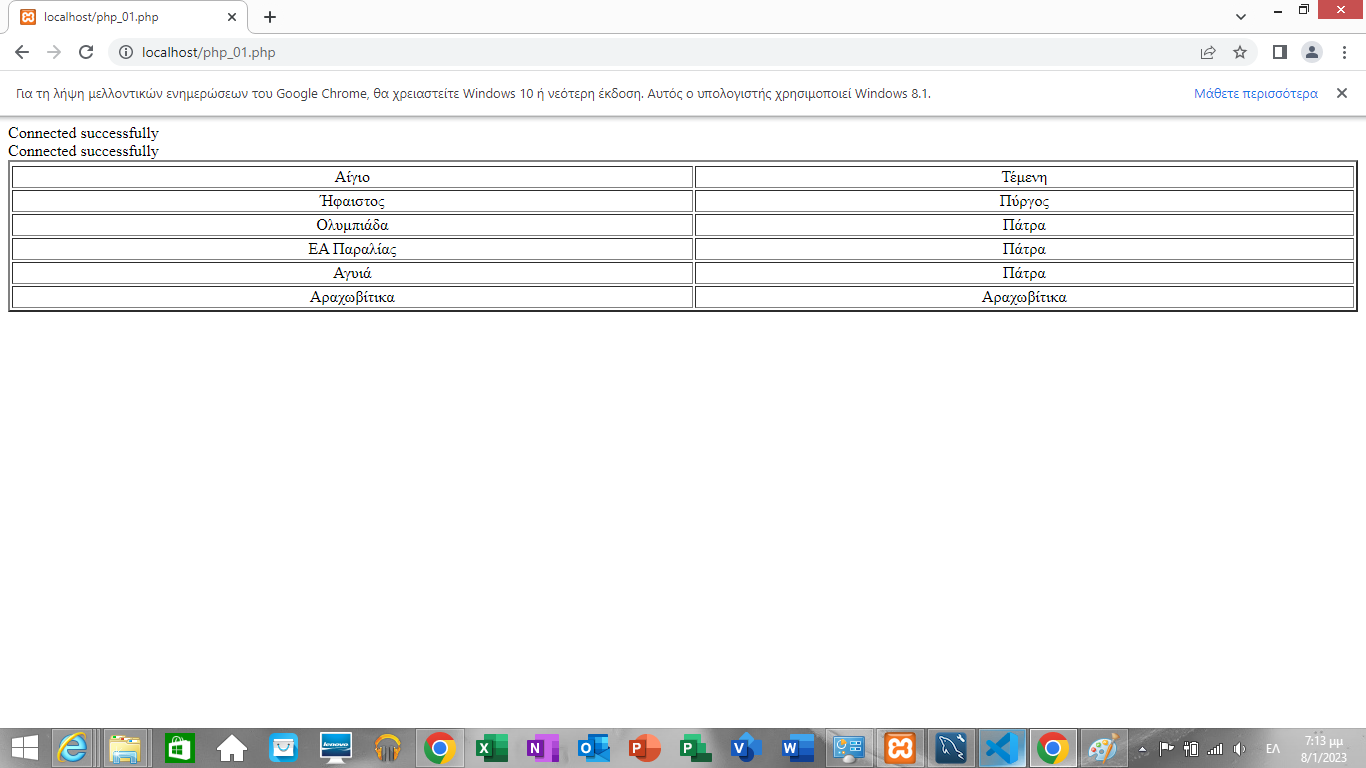 localhost/php_01.php
localhost/php_01.php
Για τη λήψη μελλοντικών ενημερώσεων του Google Chrome, θα χρειαστείτε Windows 10 ή νεότερη έκδοση. Αυτός ο υπολογιστής χρησιμοποιεί Windows 8.1. Μάθετε περισσότερα
Connected successfully
Connected successfully
Αίγιο Τέμενη
Ήφαιστος Πύργος
Ολυμπιάδα Πάτρα
ΕΑ Παραλίας Πάτρα
Αγυιά Πάτρα
Αραχωβίτικα Αραχωβίτικα
lenovo
ΕΛ
7:13 μμ
8/1/2023